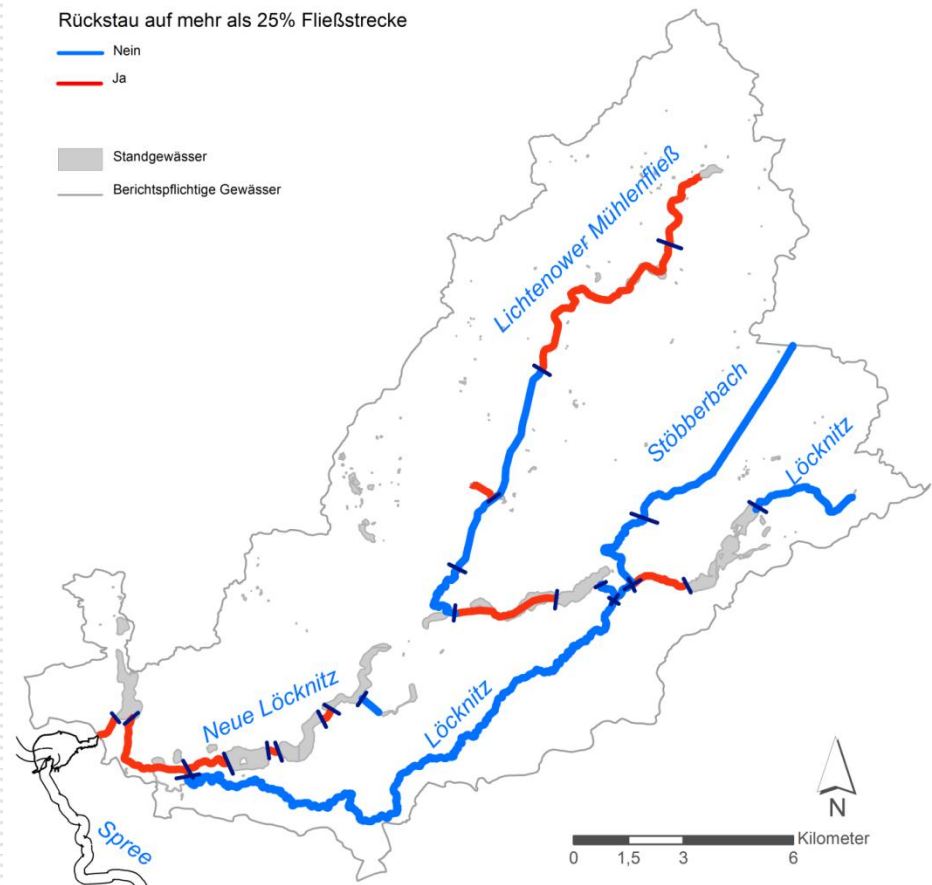 Rückstau auf mehr als 25% Fließstrecke
Nein
Ja
Standgewässer
Berichtspflichtige Gewässer
Lichtenower Mühlenfließ
Stöbberbach
Löcknitz
Neue Löcknitz
Löcknitz
Spree
N
Kilometer
0 1,5 3 6